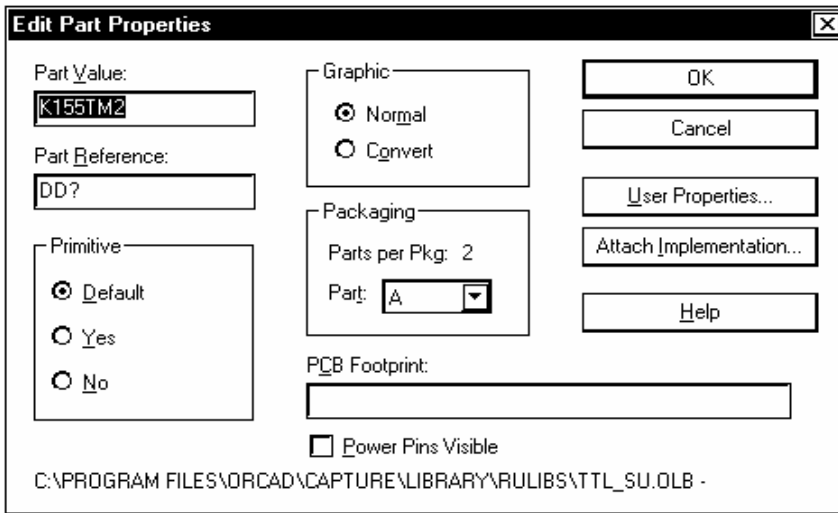 Edit Part Properties
Part Value:
K155TM2
Part Reference:
DD?
Primitive
Default
Yes
No
Graphic
Normal
Convert
Packaging
Parts per Pkg: 2
Part: A
PCB Footprint:
Power Pins Visible
OK
Cancel
User Properties...
Attach Implementation...
Help
C:\PROGRAM FILES\ORCAD\CAPTURE\LIBRARY\RULIBS\TTL_SU.OLB -